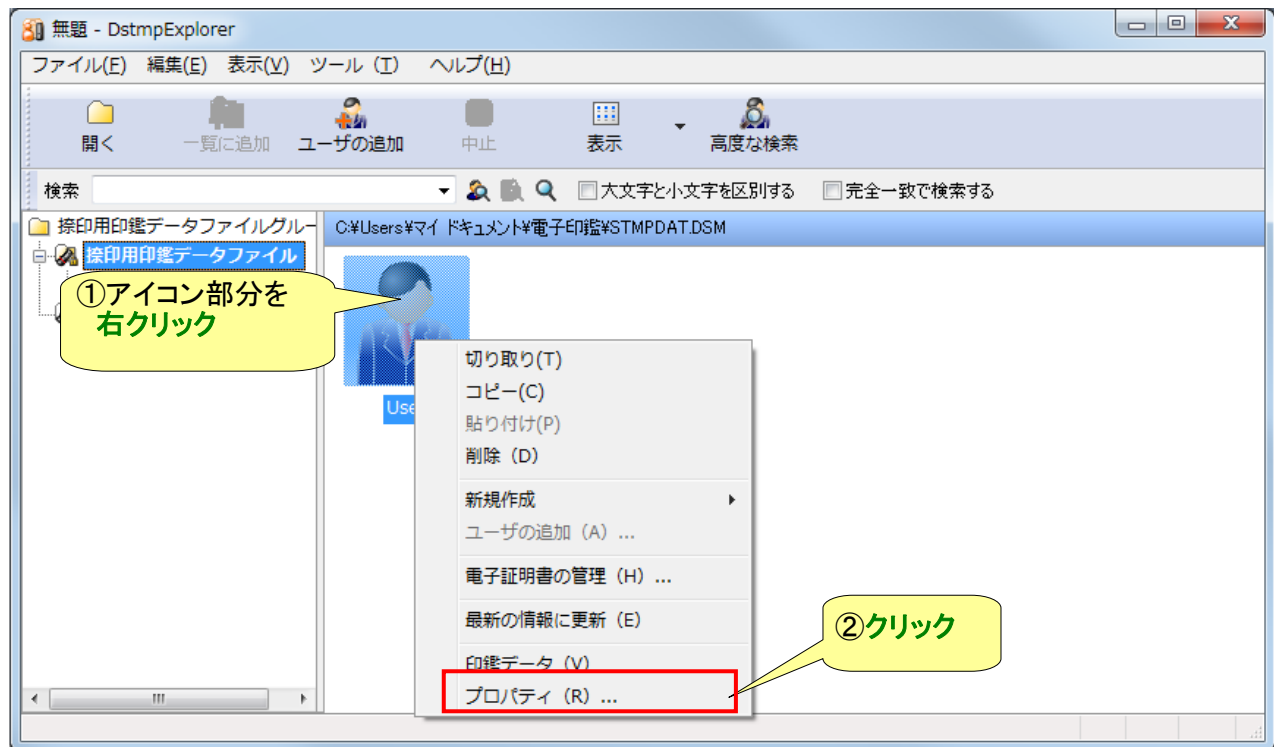 無題 - DstmpExplorer
ファイル(F) 編集(E) 表示(V) ツール (T) ヘルプ(H)
開く 一覧に追加 ユーザの追加 中止 表示 高度な検索
検索 大文字と小文字を区別する 完全一致で検索する
捺印用印鑑データファイルグルー
C:¥Users¥マイ ドキュメント¥電子印鑑¥STMPDAT.DSM
捺印用印鑑データファイル
①アイコン部分を
右クリック
Use
切り取り(T)
コピー(C)
貼り付け(P)
削除 (D)
新規作成
ユーザの追加 (A) ...
電子証明書の管理 (H) ...
最新の情報に更新 (E)
印鑑データ (V)
プロパティ (R) ...
②クリック